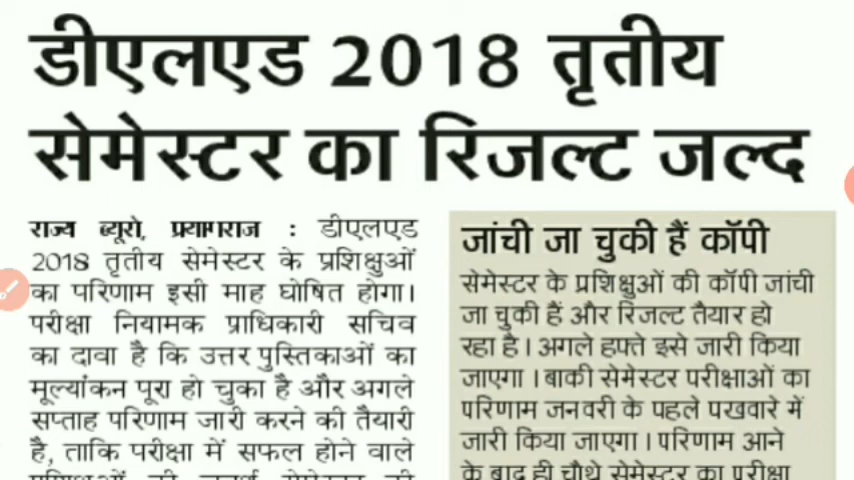 डीएलएड 2018 तृतीय
सेमेस्टर का रिजल्ट जल्द
राज्य ब्यूरो, प्रयागराज : डीएलएड
2018 तृतीय सेमेस्टर के प्रशिक्षुओं
का परिणाम इसी माह घोषित होगा।
परीक्षा नियामक प्राधिकारी सचिव
का दावा है कि उत्तर पुस्तिकाओं का
मूल्यांकन पूरा हो चुका है और अगले
सप्ताह परिणाम जारी करने की तैयारी
है, ताकि परीक्षा में सफल होने वाले
जांची जा चुकी हैं कॉपी
सेमेस्टर के प्रशिक्षुओं की कॉपी जांची
जा चुकी हैं और रिजल्ट तैयार हो
रहा है। अगले हफ्ते इसे जारी किया
जाएगा। बाकी सेमेस्टर परीक्षाओं का
परिणाम जनवरी के पहले पखवारे में
जारी किया जाएगा। परिणाम आने
के बाद ही चौथे सेमेस्टर का परीक्षा